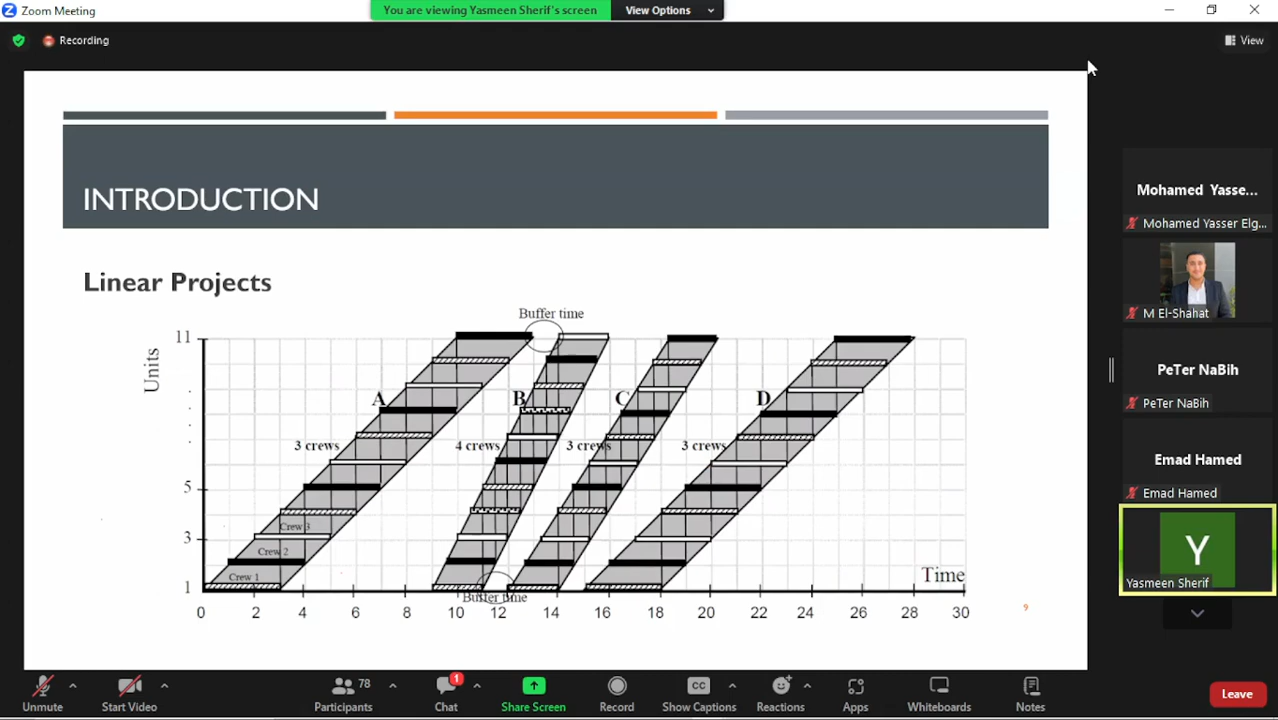 Zoom Meeting
You are viewing Yasmeen Sherif's screen
View Options
Recording
View
INTRODUCTION
Linear Projects
Buffer time
Units
11
5
3
1
A
B
C
D
3 crews
4 crews
3 crews
3 crews
Crew 3
Crew 2
Crew 1
Buffer time
Time
0 2 4 6 8 10 12 14 16 18 20 22 24 26 28 30
9
Mohamed Yasse...
Mohamed Yasser Elg...
M El-Shahat
PeTer NaBih
PeTer NaBih
Emad Hamed
Emad Hamed
Y
Yasmeen Sherif
Unmute
Start Video
78
Participants
1
Chat
Share Screen
Record
CC
Show Captions
Reactions
Apps
Whiteboards
Notes
Leave